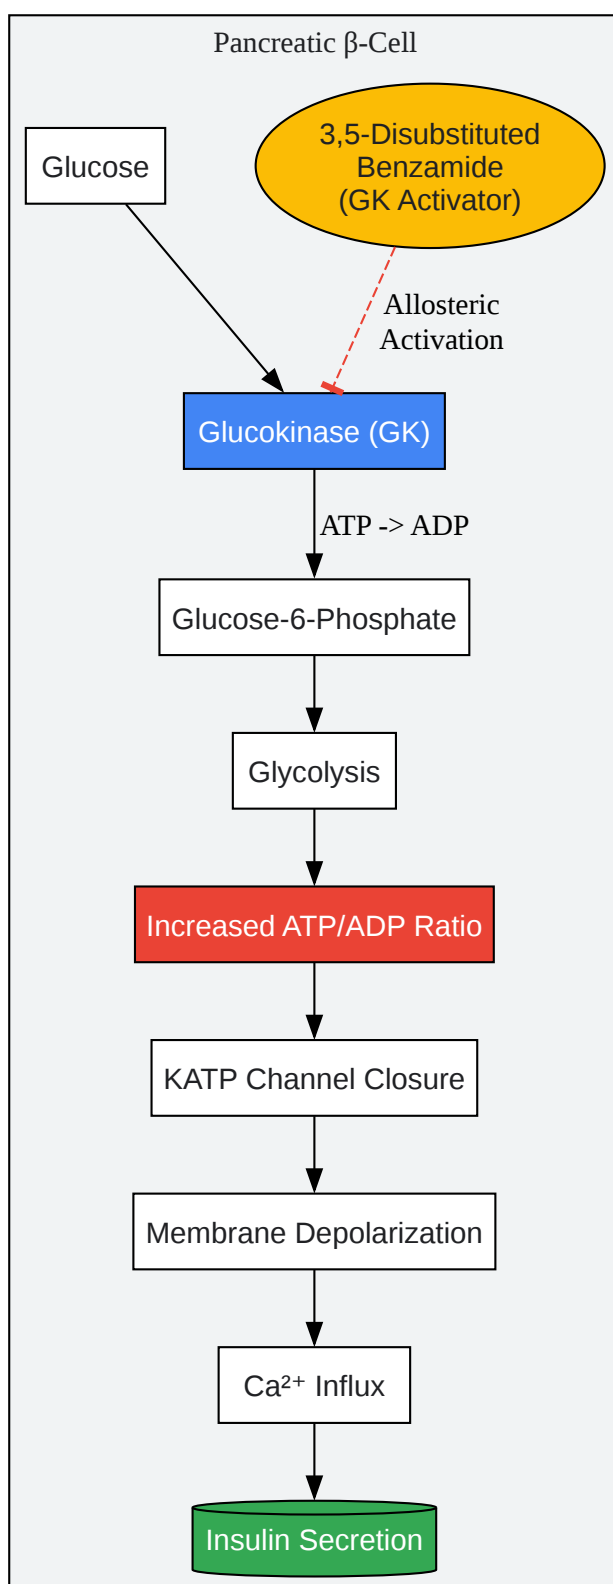 Pancreatic β-Cell
Glucose
3,5-Disubstituted
Benzamide
(GK Activator)
Allosteric
Activation
Glucokinase (GK)
ATP -> ADP
Glucose-6-Phosphate
Glycolysis
Increased ATP/ADP Ratio
KATP Channel Closure
Membrane Depolarization
Ca²⁺ Influx
Insulin Secretion